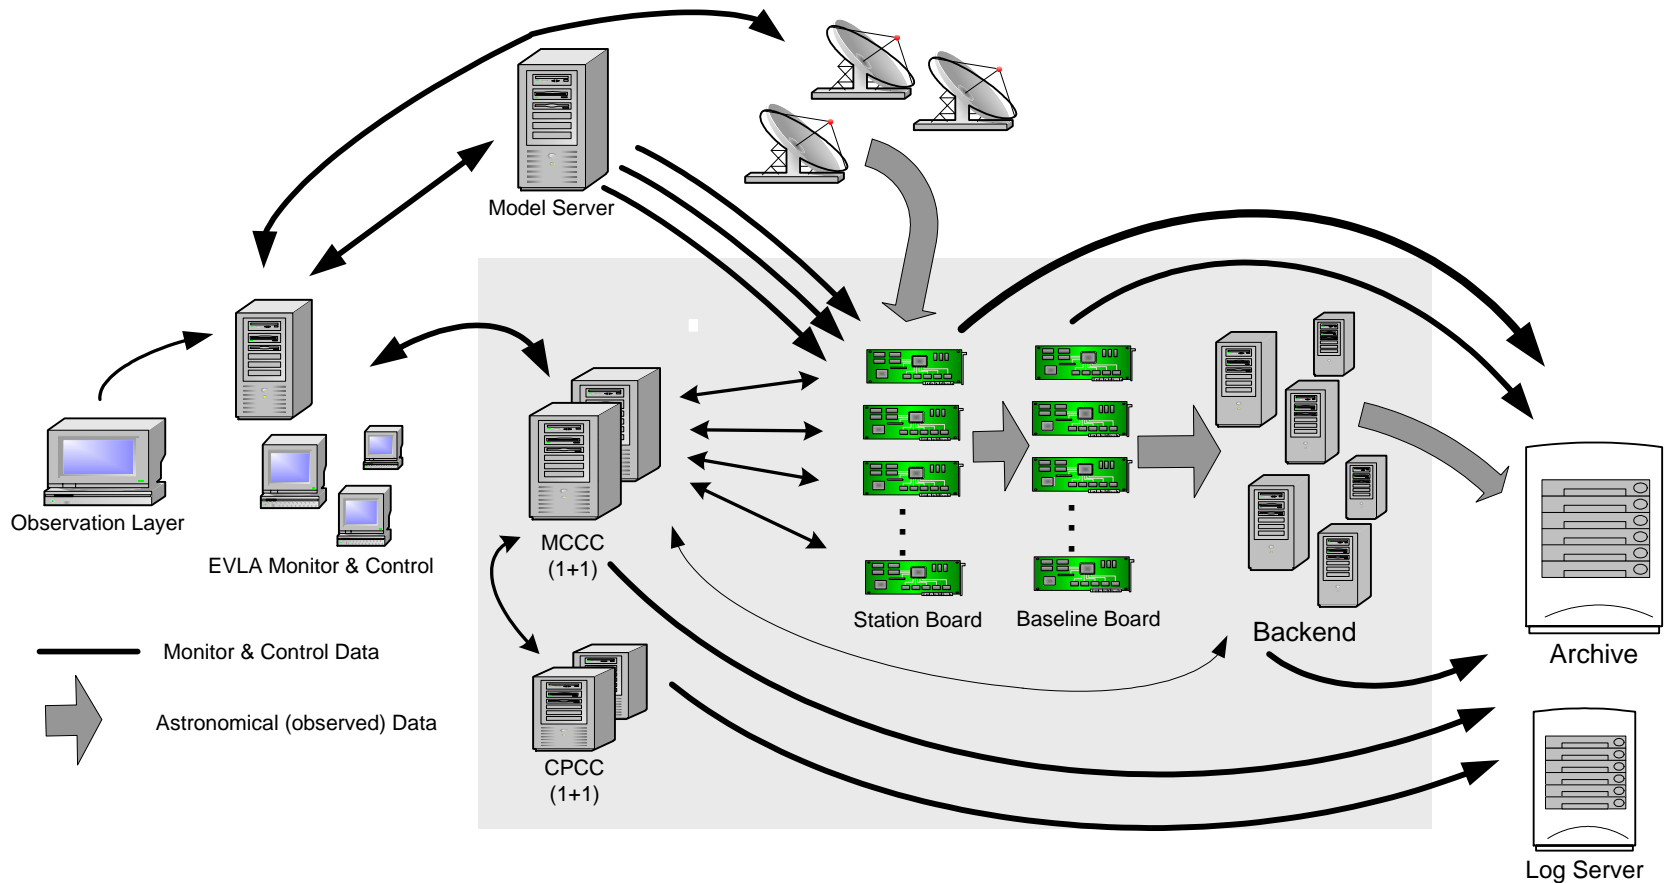 Model Server
Observation Layer
EVLA Monitor & Control
MCCC
(1+1)
Station Board
Baseline Board
Backend
Archive
Monitor & Control Data
Astronomical (observed) Data
CPCC
(1+1)
Log Server